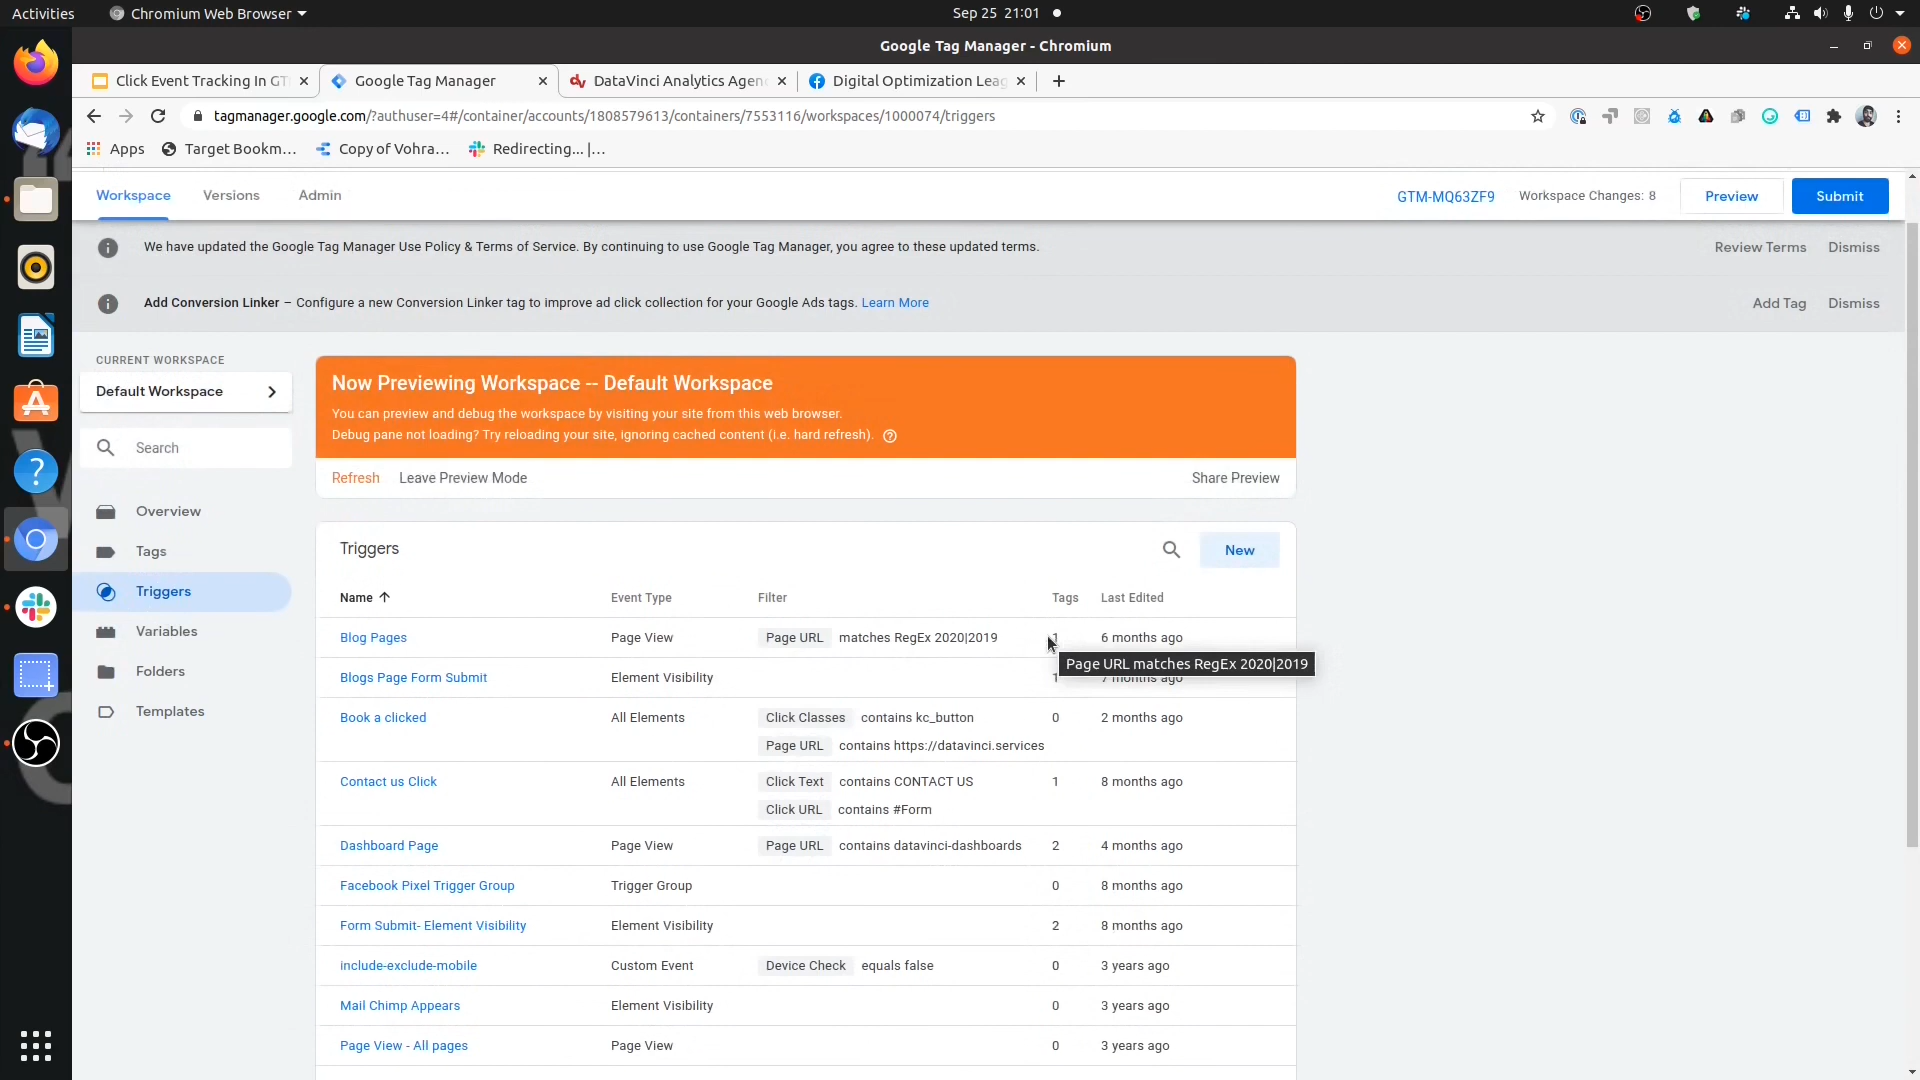 Activities
Chromium Web Browser
Sep 25 21:01
Google Tag Manager - Chromium
Click Event Tracking In GT
Google Tag Manager
DataVinci Analytics Agen
Digital Optimization Leag
tagmanager.google.com/?authuser=4#/container/accounts/1808579613/containers/7553116/workspaces/1000074/triggers
Apps
Target Bookm...
Copy of Vohra...
Redirecting... |...
Workspace
Versions
Admin
GTM-MQ63ZF9
Workspace Changes: 8
Preview
Submit
We have updated the Google Tag Manager Use Policy & Terms of Service. By continuing to use Google Tag Manager, you agree to these updated terms.
Review Terms
Dismiss
Add Conversion Linker – Configure a new Conversion Linker tag to improve ad click collection for your Google Ads tags. Learn More
Add Tag
Dismiss
CURRENT WORKSPACE
Default Workspace
Search
Overview
Tags
Triggers
Variables
Folders
Templates
Now Previewing Workspace -- Default Workspace
You can preview and debug the workspace by visiting your site from this web browser.
Debug pane not loading? Try reloading your site, ignoring cached content (i.e. hard refresh).
Refresh
Leave Preview Mode
Share Preview
Triggers
New
Name Event Type Filter Tags Last Edited
Blog Pages Page View Page URL matches RegEx 2020|2019 1 6 months ago
Page URL matches RegEx 2020|2019
Blogs Page Form Submit Element Visibility 1 7 months ago
Book a clicked All Elements Click Classes contains kc_button 0 2 months ago
Page URL contains https://datavinci.services
Contact us Click All Elements Click Text contains CONTACT US 1 8 months ago
Click URL contains #Form
Dashboard Page Page View Page URL contains datavinci-dashboards 2 4 months ago
Facebook Pixel Trigger Group Trigger Group 0 8 months ago
Form Submit- Element Visibility Element Visibility 2 8 months ago
include-exclude-mobile Custom Event Device Check equals false 0 3 years ago
Mail Chimp Appears Element Visibility 0 3 years ago
Page View - All pages Page View 0 3 years ago